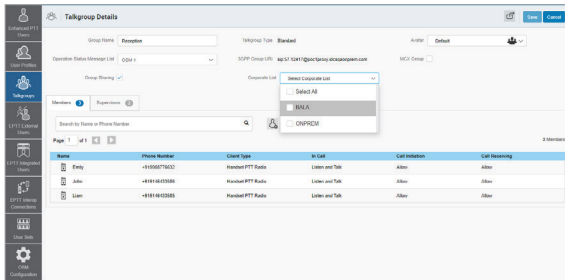 Talkgroup Details
Save
Cancel
Enhanced PTT
Users
User Profiles
Talkgroups
EPTT External
Users
EPTT Integrated
Users
EPTT Interop
Connections
User Sets
OSM
Configuration
Group Name
Reception
Talkgroup Type
Standard
Avatar
Default
Operation Status Message List
OSM 1
3GPP Group URI
MCX Group
Group Sharing
Corporate List
Select Corporate List
Select All
BALA
ONPREM
Members 3
Supervisors
Search by Name or Phone Number
Page 1 of 1
3 Members
Name
Phone Number
Client Type
In Call
Call Initiation
Call Receiving
Emily
Handset PTT Radio
Listen and Talk
Allow
Allow
John
Handset PTT Radio
Listen and Talk
Allow
Allow
Liam
Handset PTT Radio
Listen and Talk
Allow
Allow